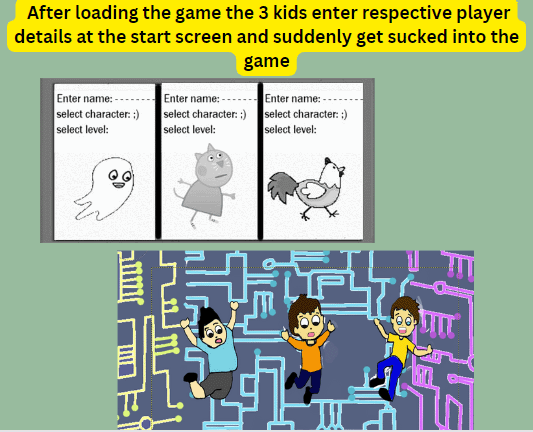 After loading the game the 3 kids enter respective player
details at the start screen and suddenly get sucked into the
game
Enter name: - - - - - - -
select character: ;)
select level:
Enter name: - - - - - -
select character: ;)
select level:
Enter name: - - - - - - - -
select character: ;)
select level: